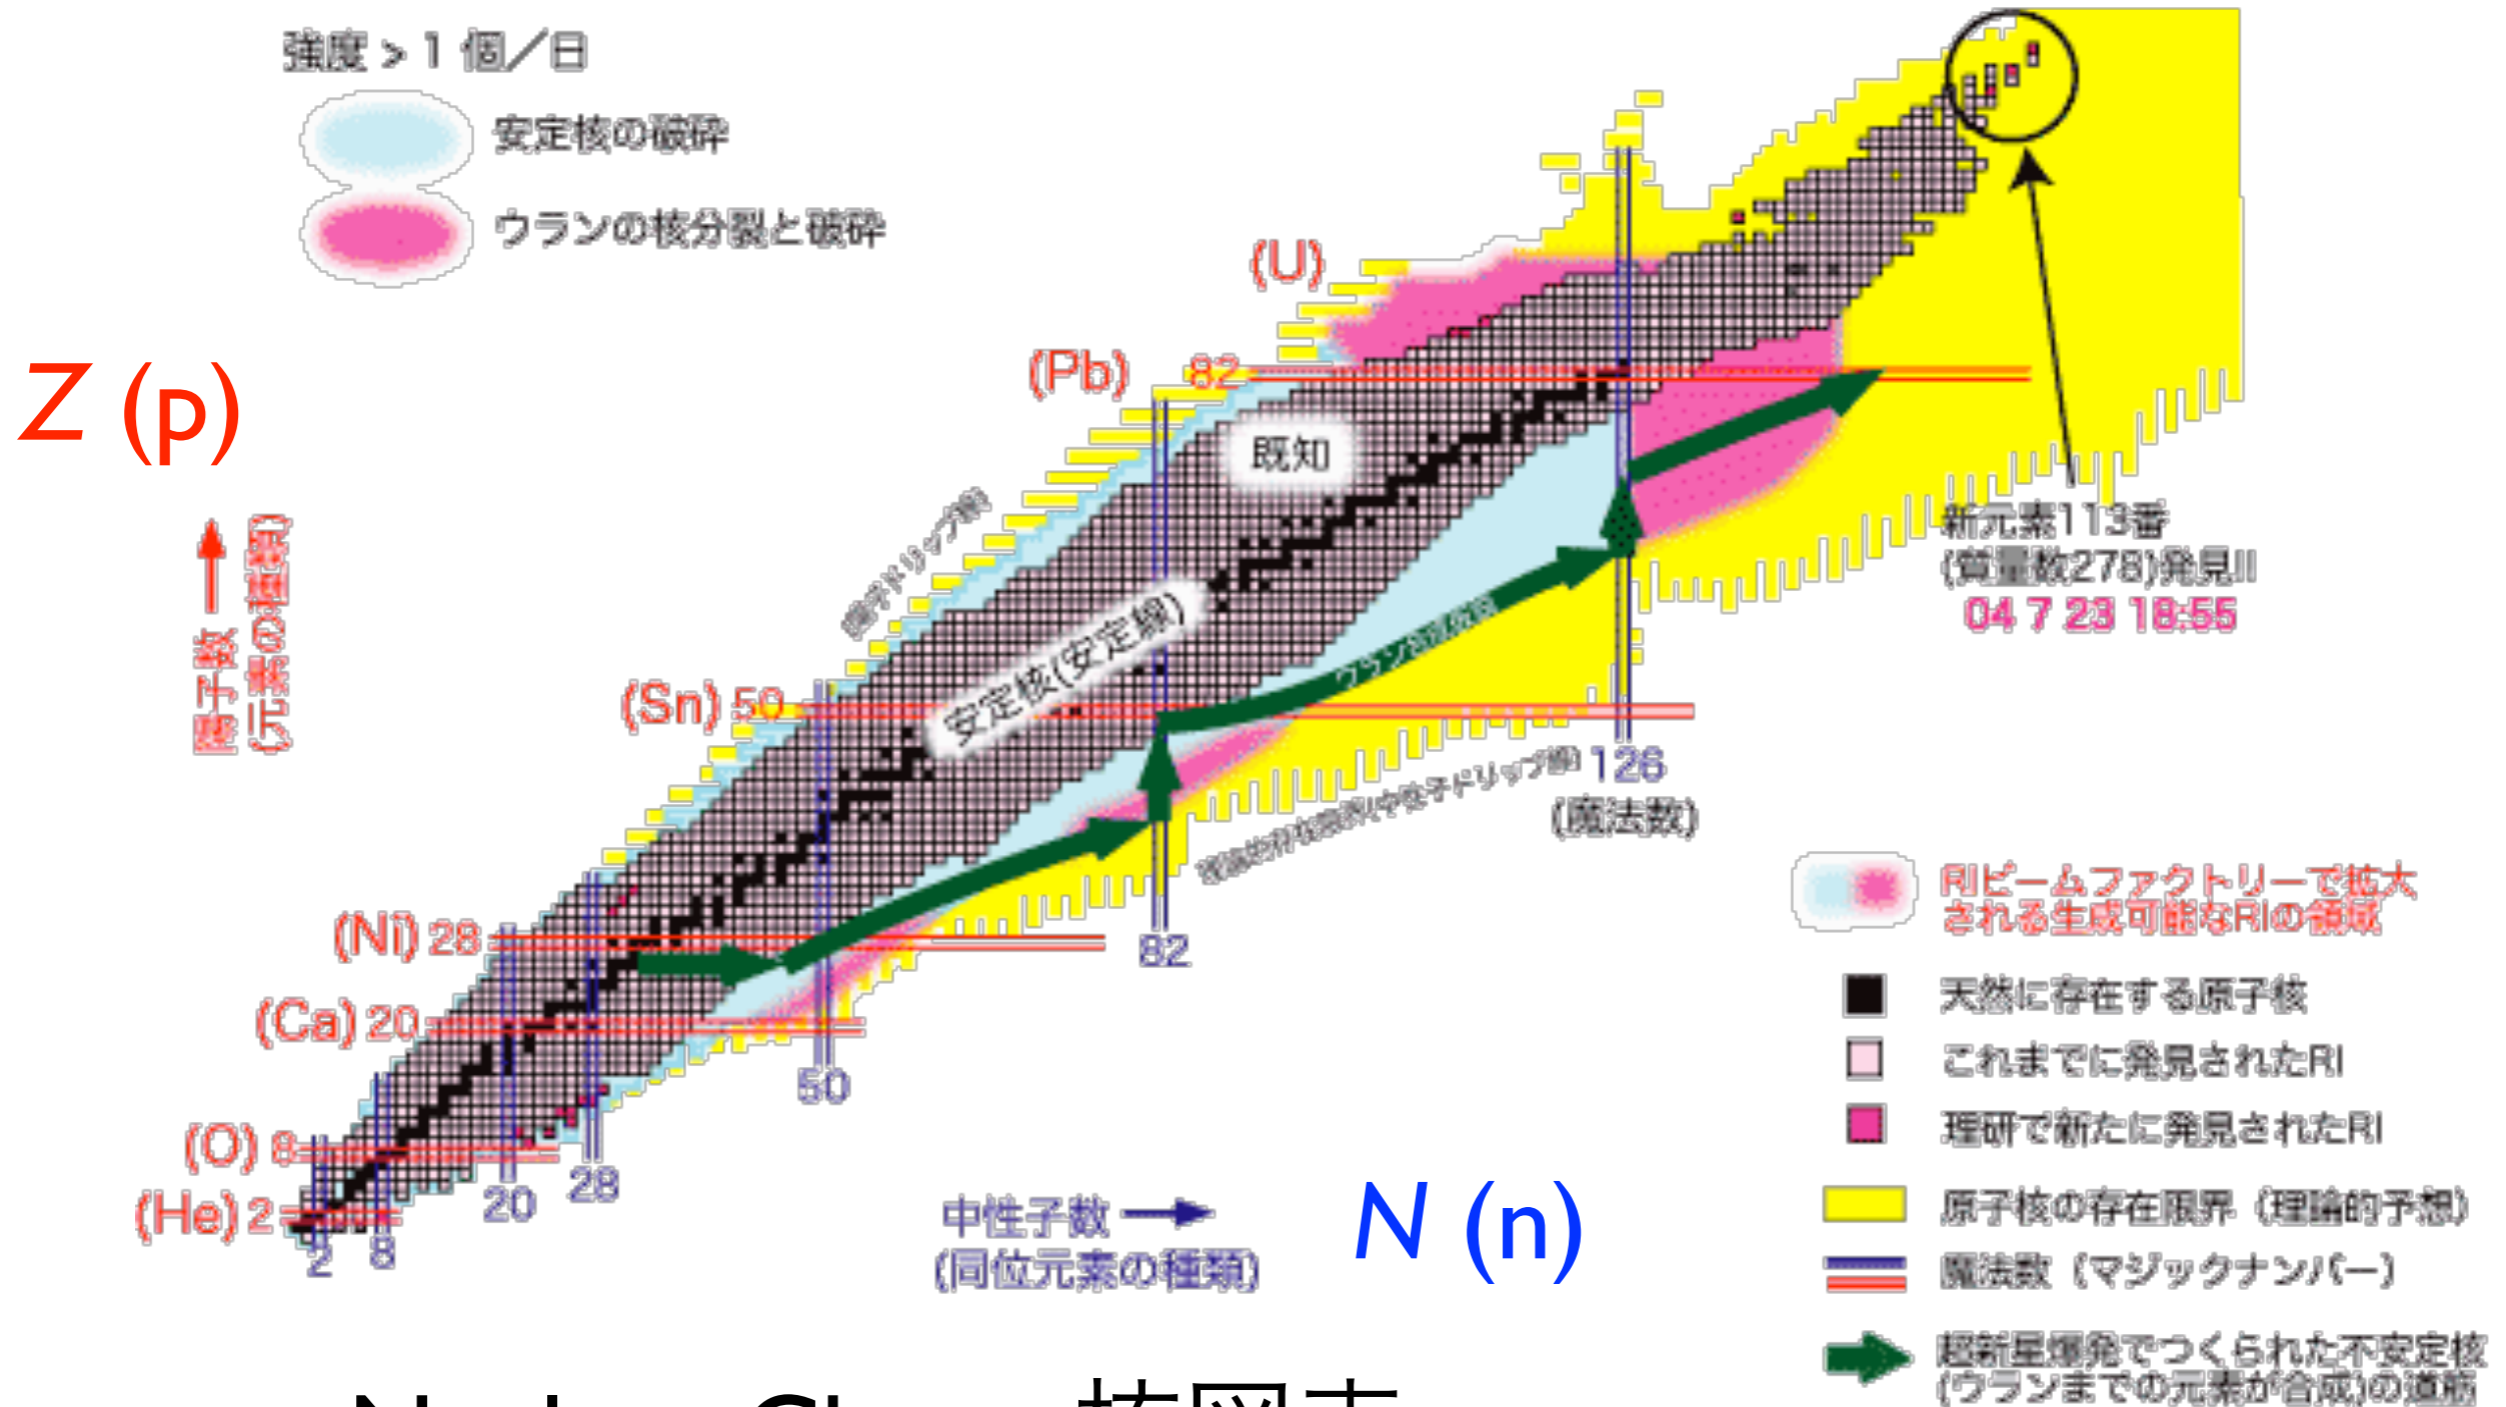 強度 > 1 個／日
安定核の破砕
ウランの核分裂と破砕
(U)
Z (p)
(Pb) 82
既知
陽子数
(元素の種類)
陽子ドリップ線
新元素113番
(質量数278)発見!!
04 7 23 18:55
安定核(安定線)
(Sn) 50
126
(魔法数)
(Ni) 28
82
RIビームファクトリーで拡大
される生成可能なRIの領域
天然に存在する原子核
(Ca) 20
50
これまでに発見されたRI
理研で新たに発見されたRI
(O) 8
20
28
(He) 2
2
8
中性子数
(同位元素の種類)
N (n)
原子核の存在限界（理論的予想）
魔法数（マジックナンバー）
超新星爆発でつくられた不安定核
(ウランまでの元素が合成)の道筋
核図表